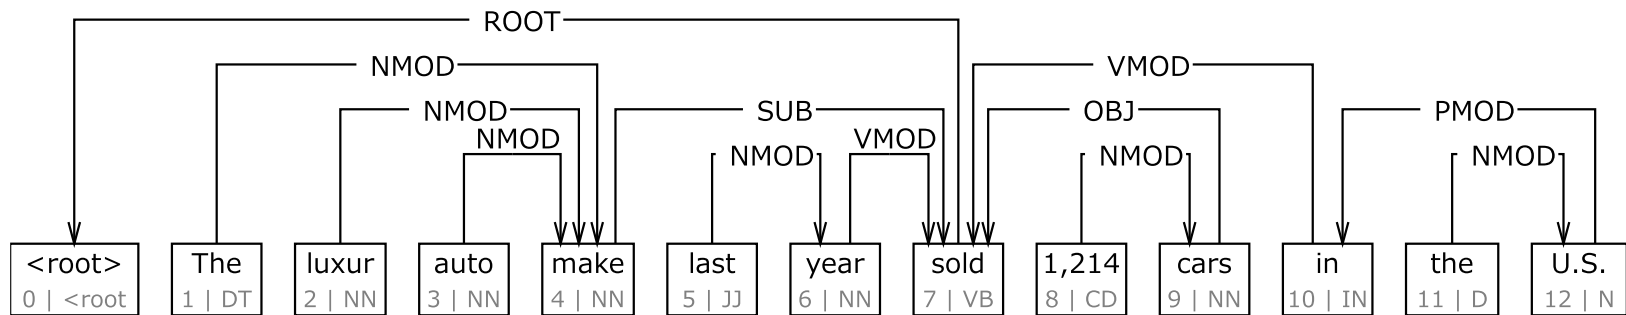 ROOT
NMOD VMOD
NMOD SUB OBJ PMOD
NMOD NMOD VMOD NMOD NMOD
<root> The luxur auto make last year sold 1,214 cars in the U.S.
0 | <root 1 | DT 2 | NN 3 | NN 4 | NN 5 | JJ 6 | NN 7 | VB 8 | CD 9 | NN 10 | IN 11 | D 12 | N